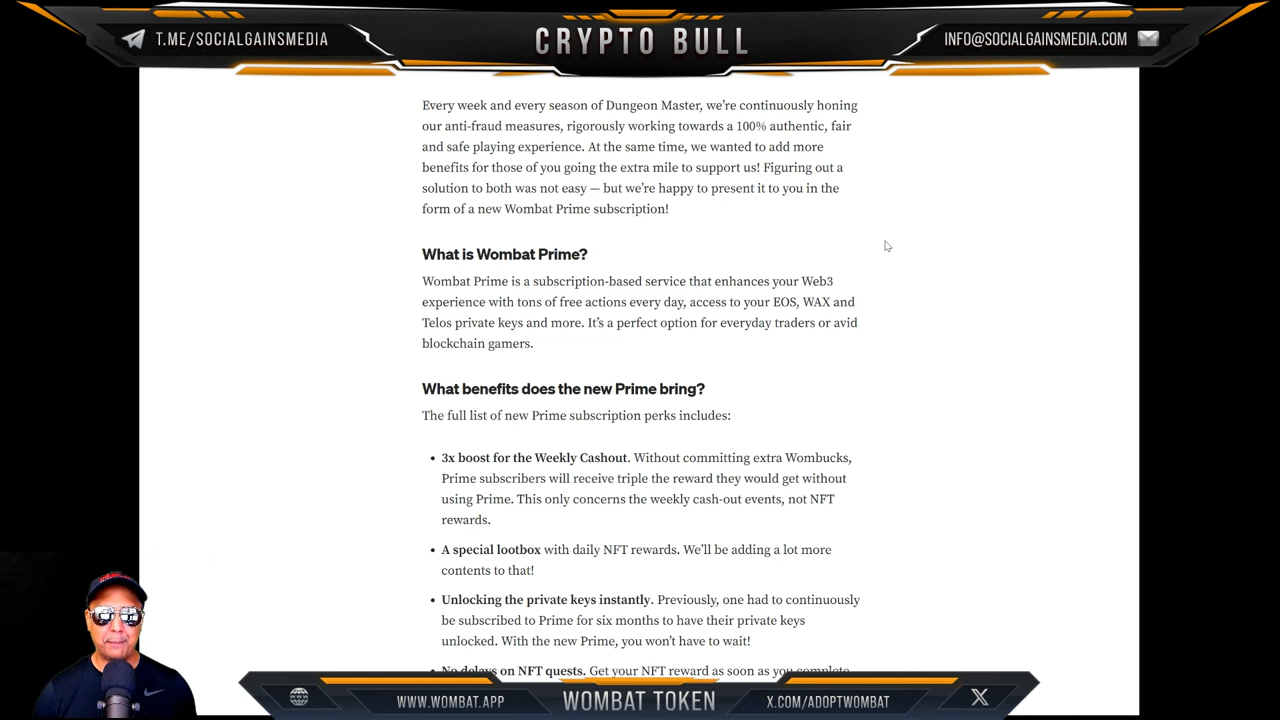 T.ME/SOCIALGAINSMEDIA
CRYPTO BULL
INFO@SOCIALGAINSMEDIA.COM
Every week and every season of Dungeon Master, we're continuously honing
our anti-fraud measures, rigorously working towards a 100% authentic, fair
and safe playing experience. At the same time, we wanted to add more
benefits for those of you going the extra mile to support us! Figuring out a
solution to both was not easy — but we're happy to present it to you in the
form of a new Wombat Prime subscription!
What is Wombat Prime?
Wombat Prime is a subscription-based service that enhances your Web3
experience with tons of free actions every day, access to your EOS, WAX and
Telos private keys and more. It's a perfect option for everyday traders or avid
blockchain gamers.
What benefits does the new Prime bring?
The full list of new Prime subscription perks includes:
• 3x boost for the Weekly Cashout. Without committing extra Wombucks,
Prime subscribers will receive triple the reward they would get without
using Prime. This only concerns the weekly cash-out events, not NFT
rewards.
• A special lootbox with daily NFT rewards. We'll be adding a lot more
contents to that!
• Unlocking the private keys instantly. Previously, one had to continuously
be subscribed to Prime for six months to have their private keys
unlocked. With the new Prime, you won't have to wait!
• No delays on NFT quests. Get your NFT reward as soon as you complete
WWW.WOMBAT.APP
WOMBAT TOKEN
X.COM/ADOPTWOMBAT